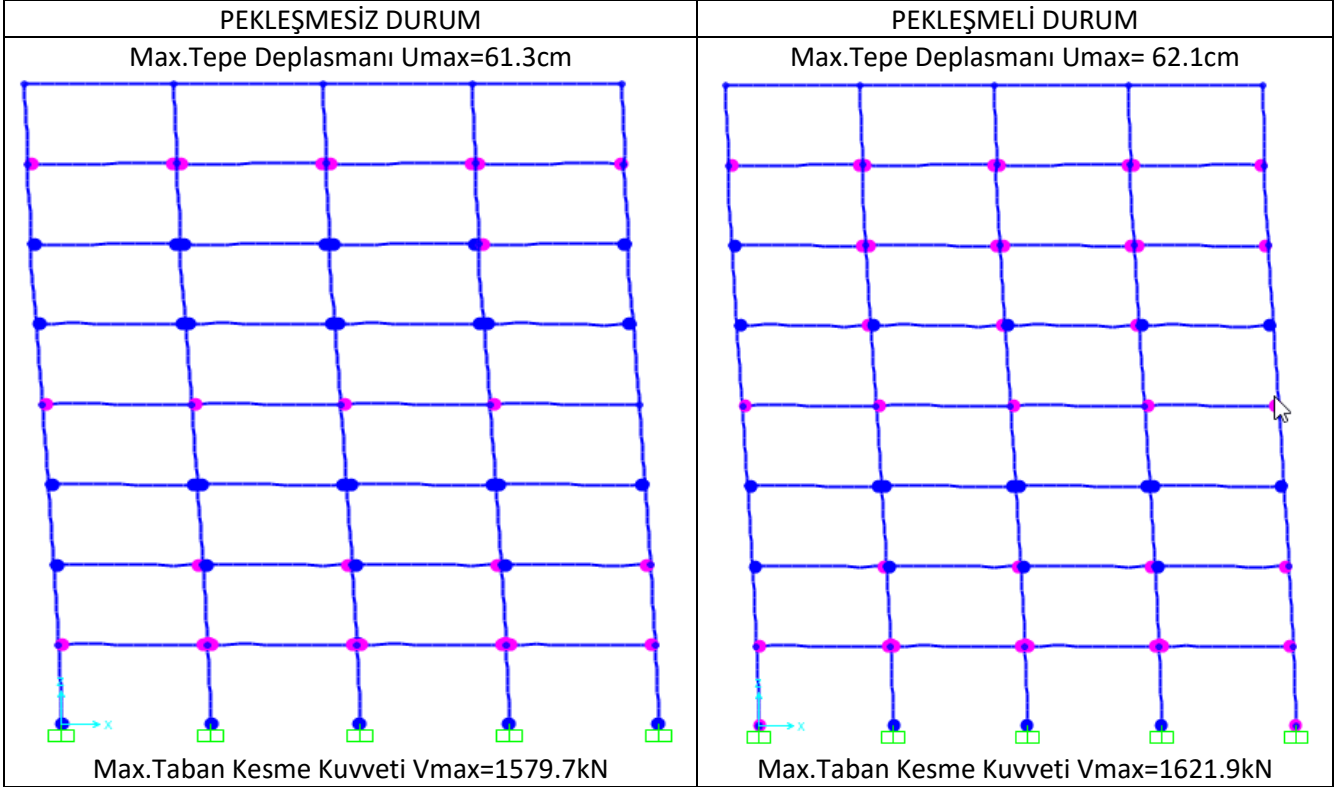 PEKLEŞMESİZ DURUM
PEKLEŞMELİ DURUM
Max.Tepe Deplasmanı Umax=61.3cm
Max.Tepe Deplasmanı Umax= 62.1cm
X
X
Max.Taban Kesme Kuvveti Vmax=1579.7kN
Max.Taban Kesme Kuvveti Vmax=1621.9kN